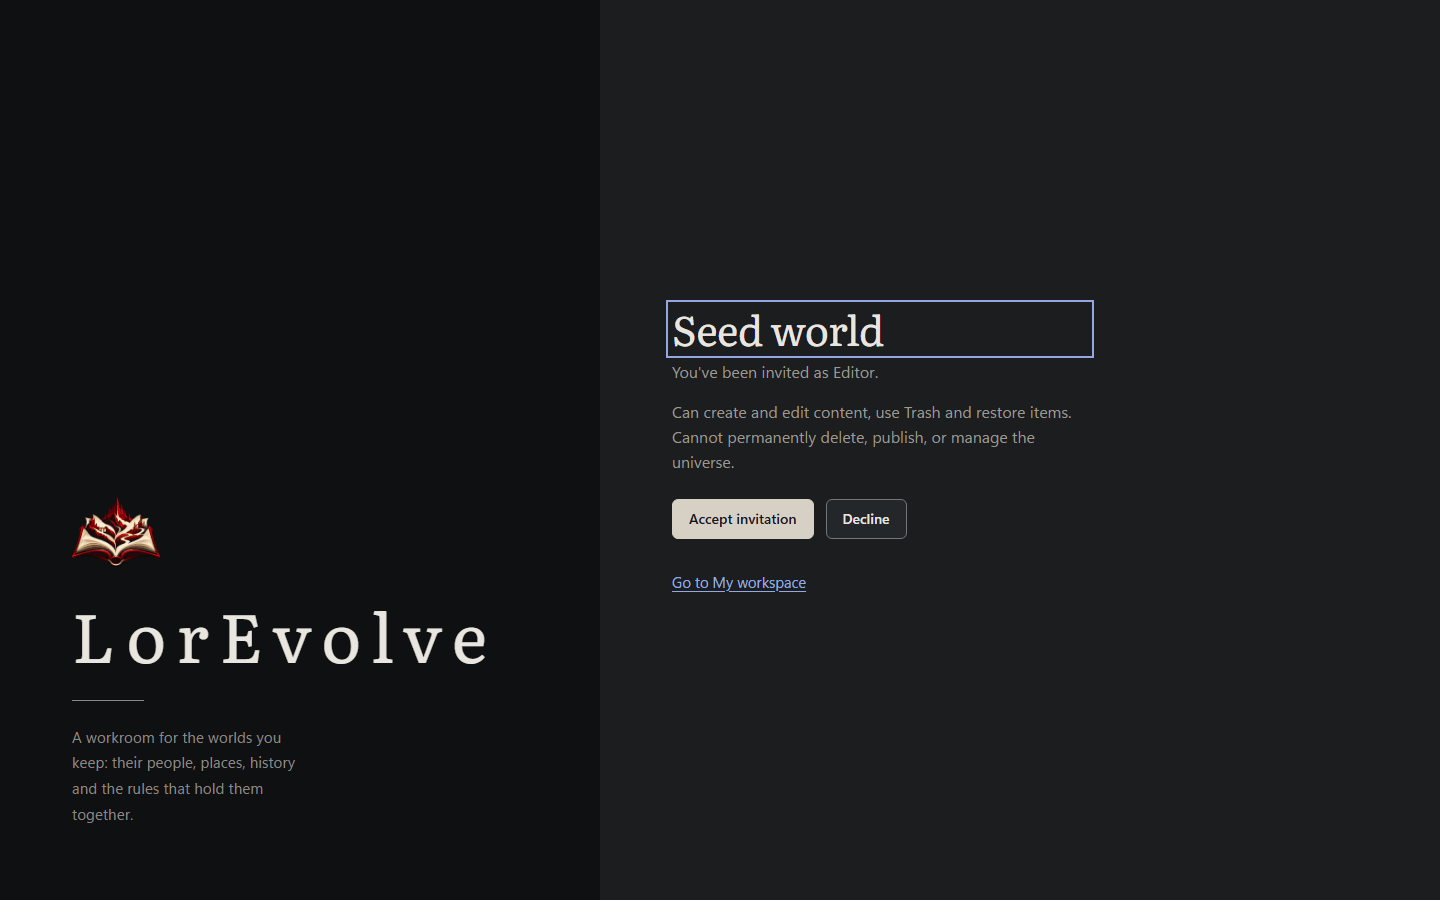 Seed world
You've been invited as Editor.
Can create and edit content, use Trash and restore items.
Cannot permanently delete, publish, or manage the
universe.
Accept invitation
Decline
Go to My workspace
LorEvolve
A workroom for the worlds you
keep: their people, places, history
and the rules that hold them
together.